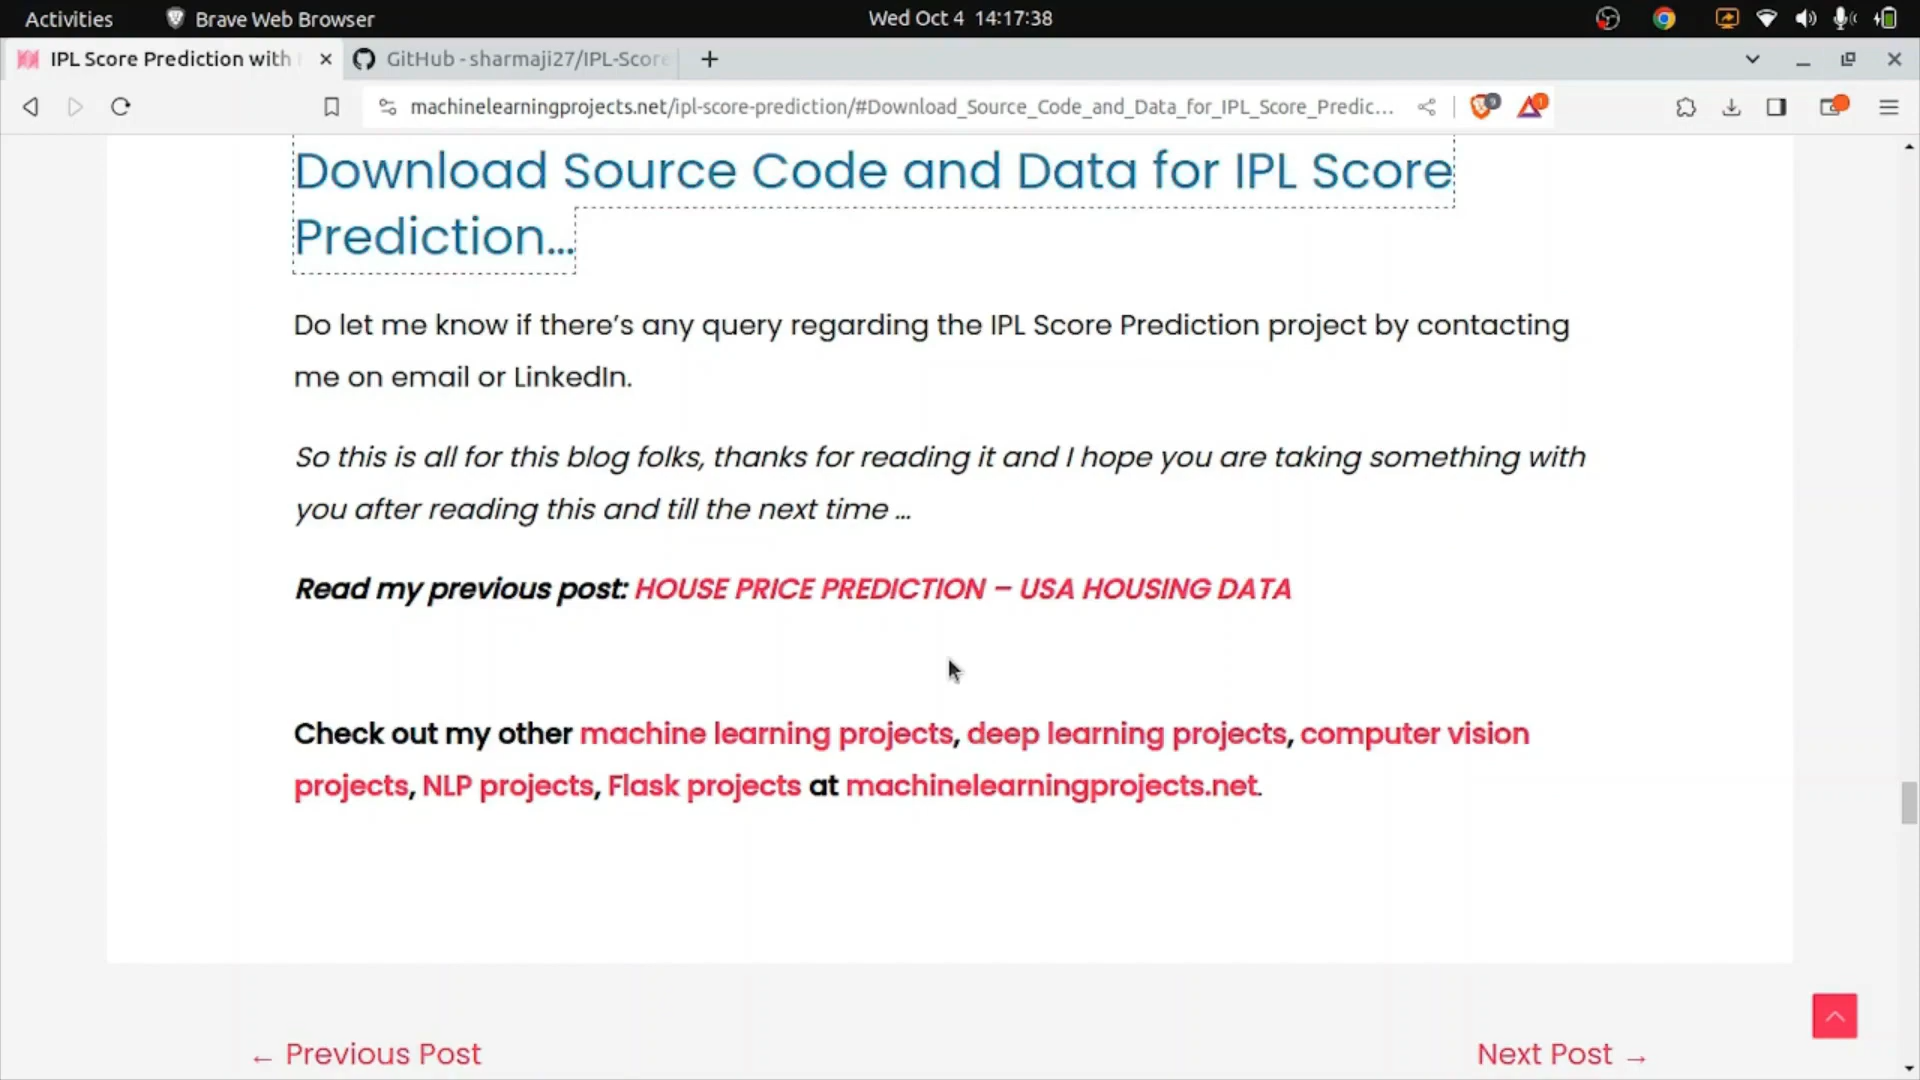 Activities Brave Web Browser Wed Oct 4 14:17:38
IPL Score Prediction with GitHub - sharmaji27/IPL-Score
machinelearningprojects.net/ipl-score-prediction/#Download_Source_Code_and_Data_for_IPL_Score_Predic...
Download Source Code and Data for IPL Score
Prediction…
Do let me know if there’s any query regarding the IPL Score Prediction project by contacting
me on email or LinkedIn.
So this is all for this blog folks, thanks for reading it and I hope you are taking something with
you after reading this and till the next time …
Read my previous post: HOUSE PRICE PREDICTION – USA HOUSING DATA
Check out my other machine learning projects, deep learning projects, computer vision
projects, NLP projects, Flask projects at machinelearningprojects.net.
← Previous Post Next Post →